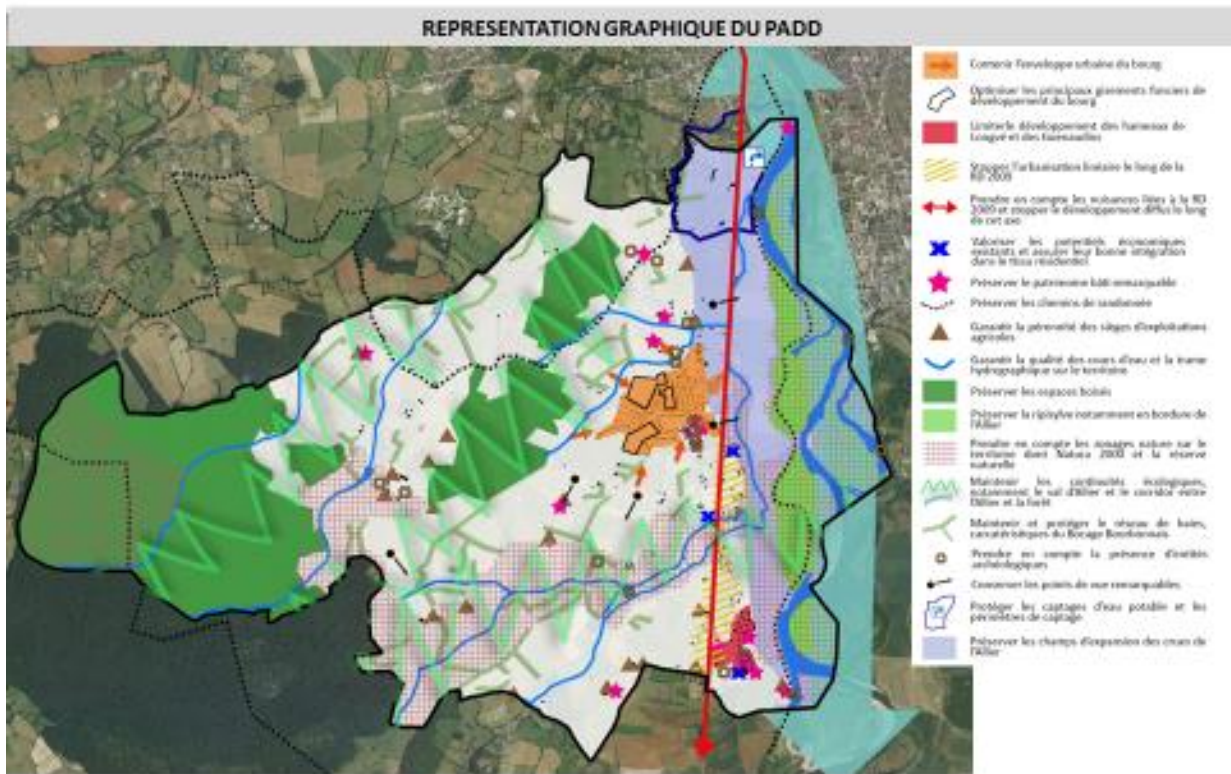 REPRESENTATION GRAPHIQUE DU PADD
Contenir l'enveloppe urbaine du bourg
Optimiser les principaux gisements fonciers de
développement du bourg
Limiter le développement des hameaux de
Longvé et des
Stopper l'urbanisation linéaire le long de la
RD 2009
Prendre en compte les nuisances liées à la RD
2009 et stopper le développement diffus le long
de cet axe
Valoriser les potentiels économiques
existants et assurer leur bonne intégration
dans le tissu résidentiel
Préserver le patrimoine bâti remarquable
Préserver les chemins de randonnée
Garantir la pérennité des sièges d'exploitations
agricoles
Garantir la qualité des cours d'eau et la trame
hydrographique sur le territoire
Préserver les espaces boisés
Préserver la ripisylve notamment en bordure de
l'Allier
Prendre en compte les zonages nature sur le
territoire dont Natura 2000 et la réserve
naturelle
Maintenir les continuités écologiques,
notamment le val d'Allier et le corridor entre
l'Allier et la forêt
Maintenir et protéger le réseau de haies,
caractéristiques du Bocage Bourbonnais
Prendre en compte la présence d'entités
archéologiques
Conserver les points de vue remarquables
Protéger les captages d'eau potable et les
périmètres de captage
Préserver les champs d'expansion des crues de
l'Allier